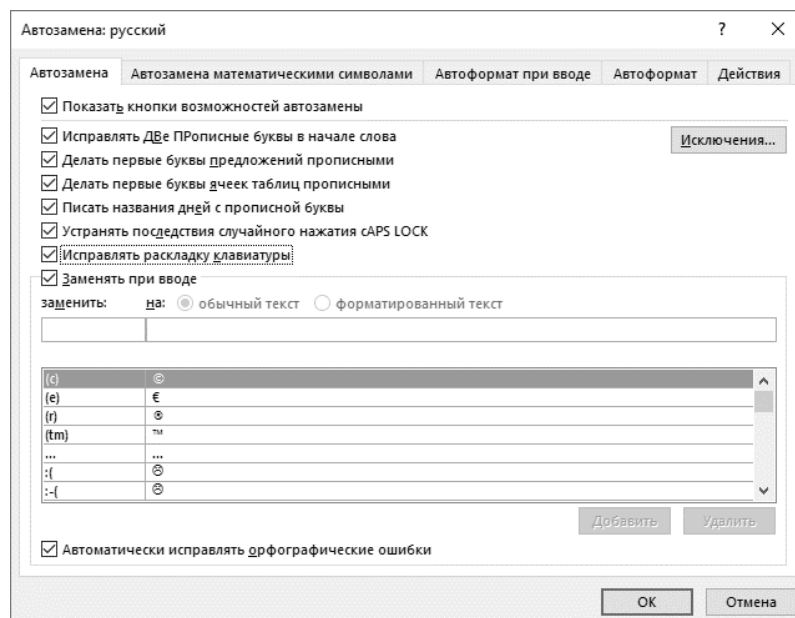 Автозамена: русский ? ×
Автозамена Автозамена математическими символами Автоформат при вводе Автоформат Действия
Показать кнопки возможностей автозамены
Исправлять ДВе ПРописные буквы в начале слова Исключения...
Делать первые буквы предложений прописными
Делать первые буквы ячеек таблиц прописными
Писать названия дней с прописной буквы
Устранять последствия случайного нажатия cAPS LOCK
Исправлять раскладку клавиатуры
Заменять при вводе
заменить: на: обычный текст форматированный текст
(c) ©
(e) €
(r) ®
(tm) ™
... ...
:( ☹
:-( ☹
Добавить Удалить
Автоматически исправлять орфографические ошибки
ОК Отмена